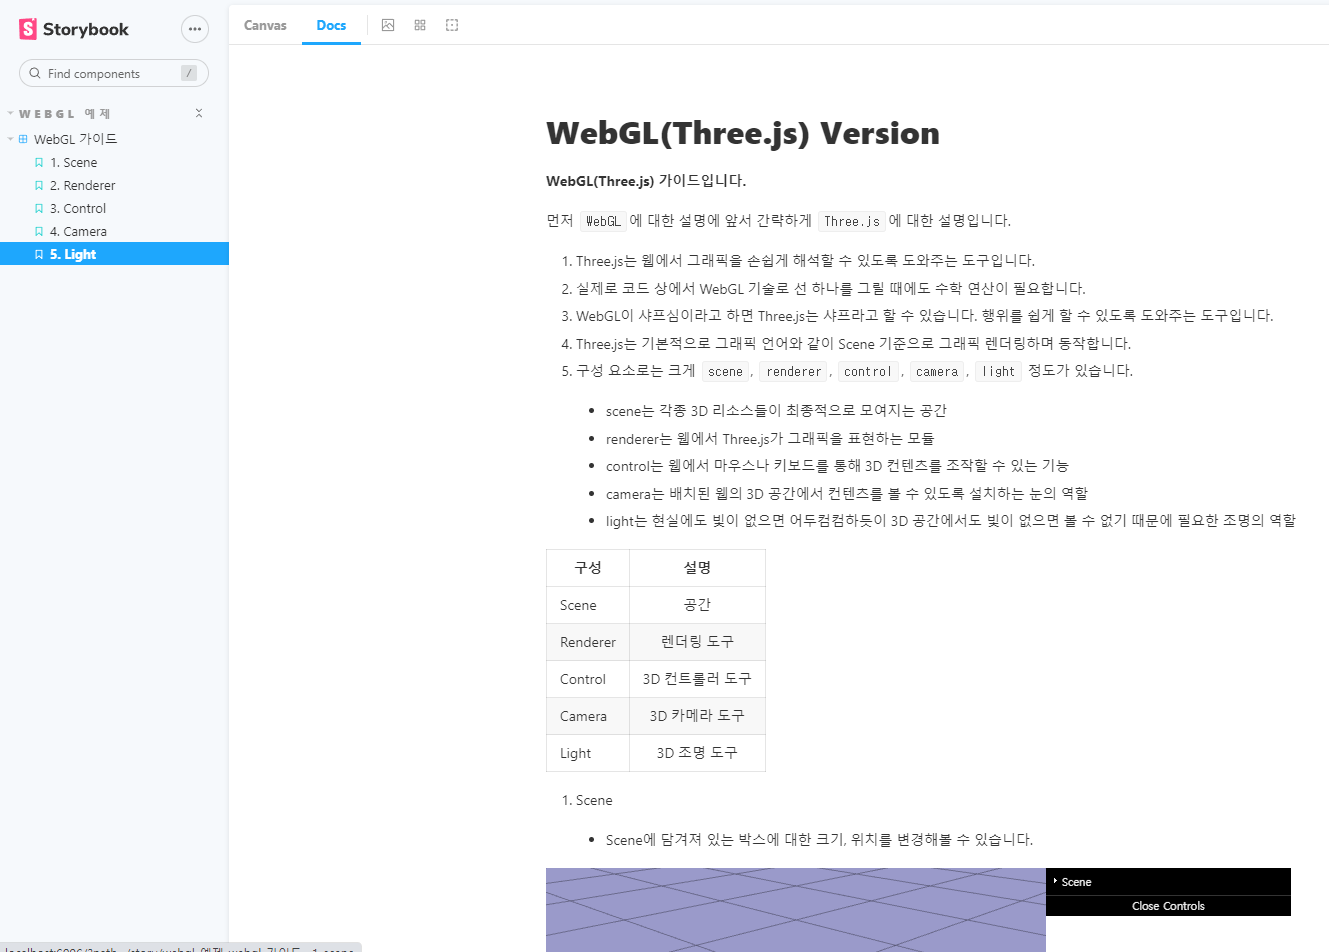 Storybook
Find components
/
WEBGL 예제
WebGL 가이드
1. Scene
2. Renderer
3. Control
4. Camera
5. Light
Canvas
Docs
WebGL(Three.js) Version
WebGL(Three.js) 가이드입니다.
먼저 WebGL 에 대한 설명에 앞서 간략하게 Three.js 에 대한 설명입니다.
1. Three.js는 웹에서 그래픽을 손쉽게 해석할 수 있도록 도와주는 도구입니다.
2. 실제로 코드 상에서 WebGL 기술로 선 하나를 그릴 때에도 수학 연산이 필요합니다.
3. WebGL이 샤프심이라고 하면 Three.js는 샤프라고 할 수 있습니다. 행위를 쉽게 할 수 있도록 도와주는 도구입니다.
4. Three.js는 기본적으로 그래픽 언어와 같이 Scene 기준으로 그래픽 렌더링하며 동작합니다.
5. 구성 요소로는 크게 scene, renderer, control, camera, light 정도가 있습니다.
• scene는 각종 3D 리소스들이 최종적으로 모여지는 공간
• renderer는 웹에서 Three.js가 그래픽을 표현하는 모듈
• control는 웹에서 마우스나 키보드를 통해 3D 컨텐츠를 조작할 수 있는 기능
• camera는 배치된 웹의 3D 공간에서 컨텐츠를 볼 수 있도록 설치하는 눈의 역할
• light는 현실에도 빛이 없으면 어두컴컴하듯이 3D 공간에서도 빛이 없으면 볼 수 없기 때문에 필요한 조명의 역할
구성 설명
Scene 공간
Renderer 렌더링 도구
Control 3D 컨트롤러 도구
Camera 3D 카메라 도구
Light 3D 조명 도구
1. Scene
• Scene에 담겨져 있는 박스에 대한 크기, 위치를 변경해볼 수 있습니다.
Scene
Close Controls